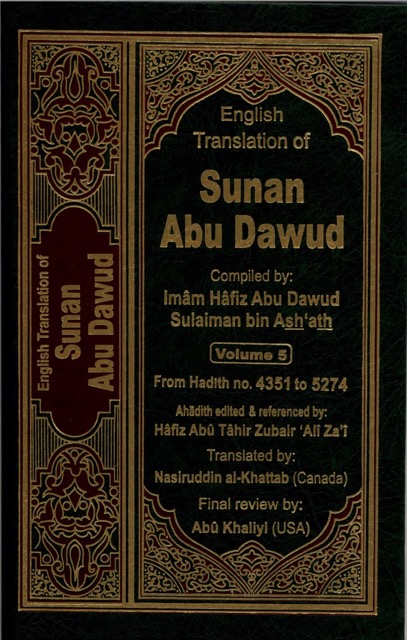 English Translation of
Sunan
Abu Dawud
English
Translation of
Sunan
Abu Dawud
Compiled by:
Imâm Hâfiz Abu Dawud
Sulaiman bin Ash‘ath
Volume 5
From Hadith no. 4351 to 5274
Ahādith edited & referenced by:
Hâfiz Abû Tâhir Zubair ‘Alî Za'î
Translated by:
Nasiruddin al-Khattab (Canada)
Final review by:
Abû Khaliyl (USA)